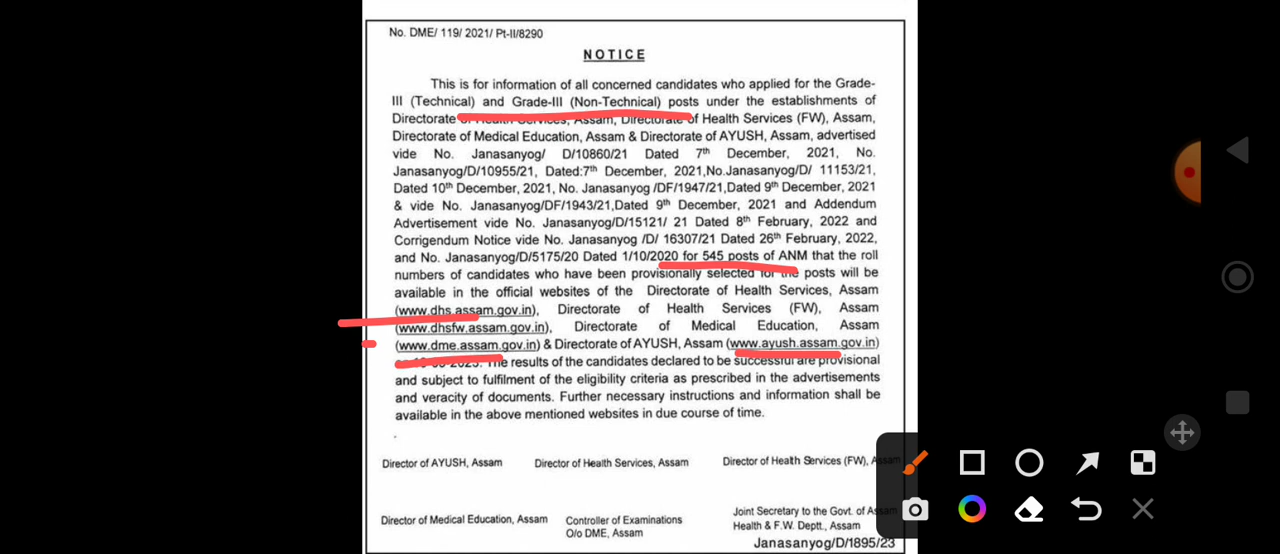 No. DME/ 119/ 2021/ Pt-II/8290
NOTICE
This is for information of all concerned candidates who applied for the Grade-
III (Technical) and Grade-III (Non-Technical) posts under the establishments of
Directorate of Health Services, Assam, Directorate of Health Services (FW), Assam,
Directorate of Medical Education, Assam & Directorate of AYUSH, Assam, advertised
vide No. Janasanyog/ D/10860/21 Dated 7th December, 2021, No.
Janasanyog/D/10955/21, Dated:7th December, 2021,No.Janasanyog/D/ 11153/21,
Dated 10th December, 2021, No. Janasanyog /DF/1947/21,Dated 9th December, 2021
& vide No. Janasanyog/DF/1943/21,Dated 9th December, 2021 and Addendum
Advertisement vide No. Janasanyog/D/15121/ 21 Dated 8th February, 2022 and
Corrigendum Notice vide No. Janasanyog /D/ 16307/21 Dated 26th February, 2022,
and No. Janasanyog/D/5175/20 Dated 1/10/2020 for 545 posts of ANM that the roll
numbers of candidates who have been provisionally selected for the posts will be
available in the official websites of the Directorate of Health Services, Assam
(www.dhs.assam.gov.in), Directorate of Health Services (FW), Assam
(www.dhsfw.assam.gov.in), Directorate of Medical Education, Assam
(www.dme.assam.gov.in) & Directorate of AYUSH, Assam (www.ayush.assam.gov.in)
The results of the candidates declared to be successful are provisional
and subject to fulfilment of the eligibility criteria as prescribed in the advertisements
and veracity of documents. Further necessary instructions and information shall be
available in the above mentioned websites in due course of time.
Director of AYUSH, Assam Director of Health Services, Assam Director of Health Services (FW), Assam
Director of Medical Education, Assam Controller of Examinations
O/o DME, Assam
Joint Secretary to the Govt. of Assam
Health & F.W. Deptt., Assam
Janasanyog/D/1895/23